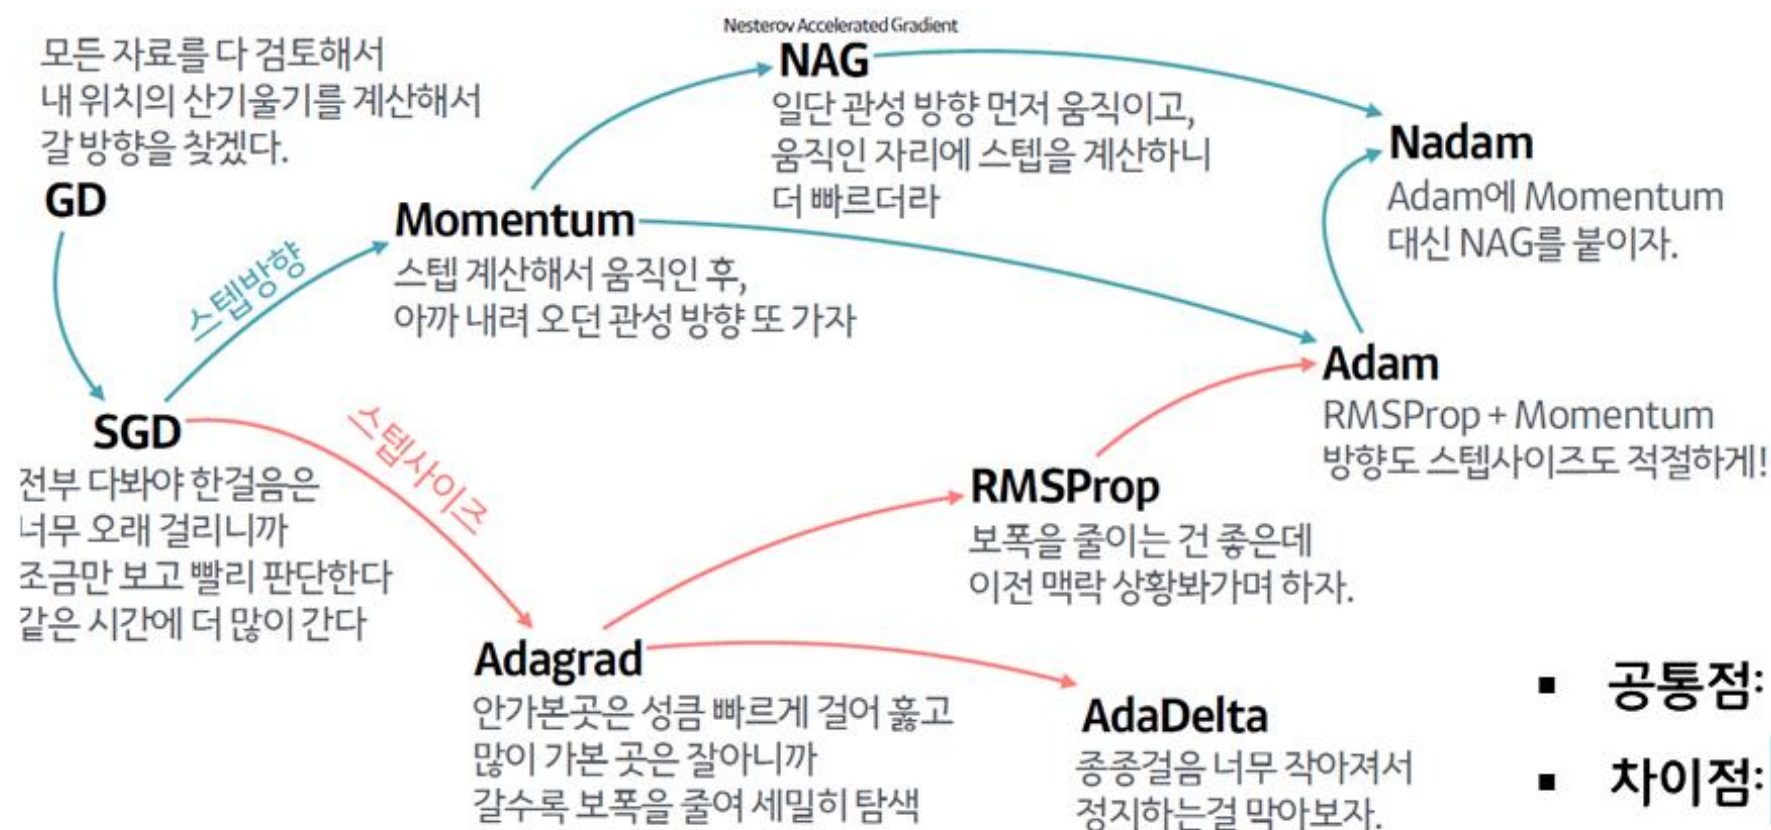 모든 자료를 다 검토해서
내 위치의 산기울기를 계산해서
갈 방향을 찾겠다.
GD
스텝방향
SGD
전부 다봐야 한걸음은
너무 오래 걸리니까
조금만 보고 빨리 판단한다
같은 시간에 더 많이 간다
Momentum
스텝 계산해서 움직인 후,
아까 내려 오던 관성 방향 또 가자
Nesterov Accelerated Gradient
NAG
일단 관성 방향 먼저 움직이고,
움직인 자리에 스텝을 계산하니
더 빠르더라
Nadam
Adam에 Momentum
대신 NAG를 붙이자.
Adam
RMSProp + Momentum
방향도 스텝사이즈도 적절하게!
스텝사이즈
Adagrad
안가본곳은 성큼 빠르게 걸어 훓고
많이 가본 곳은 잘아니까
갈수록 보폭을 줄여 세밀히 탐색
RMSProp
보폭을 줄이는 건 좋은데
이전 맥락 상황봐가며 하자.
AdaDelta
종종걸음 너무 작아져서
정지하는걸 막아보자.
▪ 공통점:
▪ 차이점: